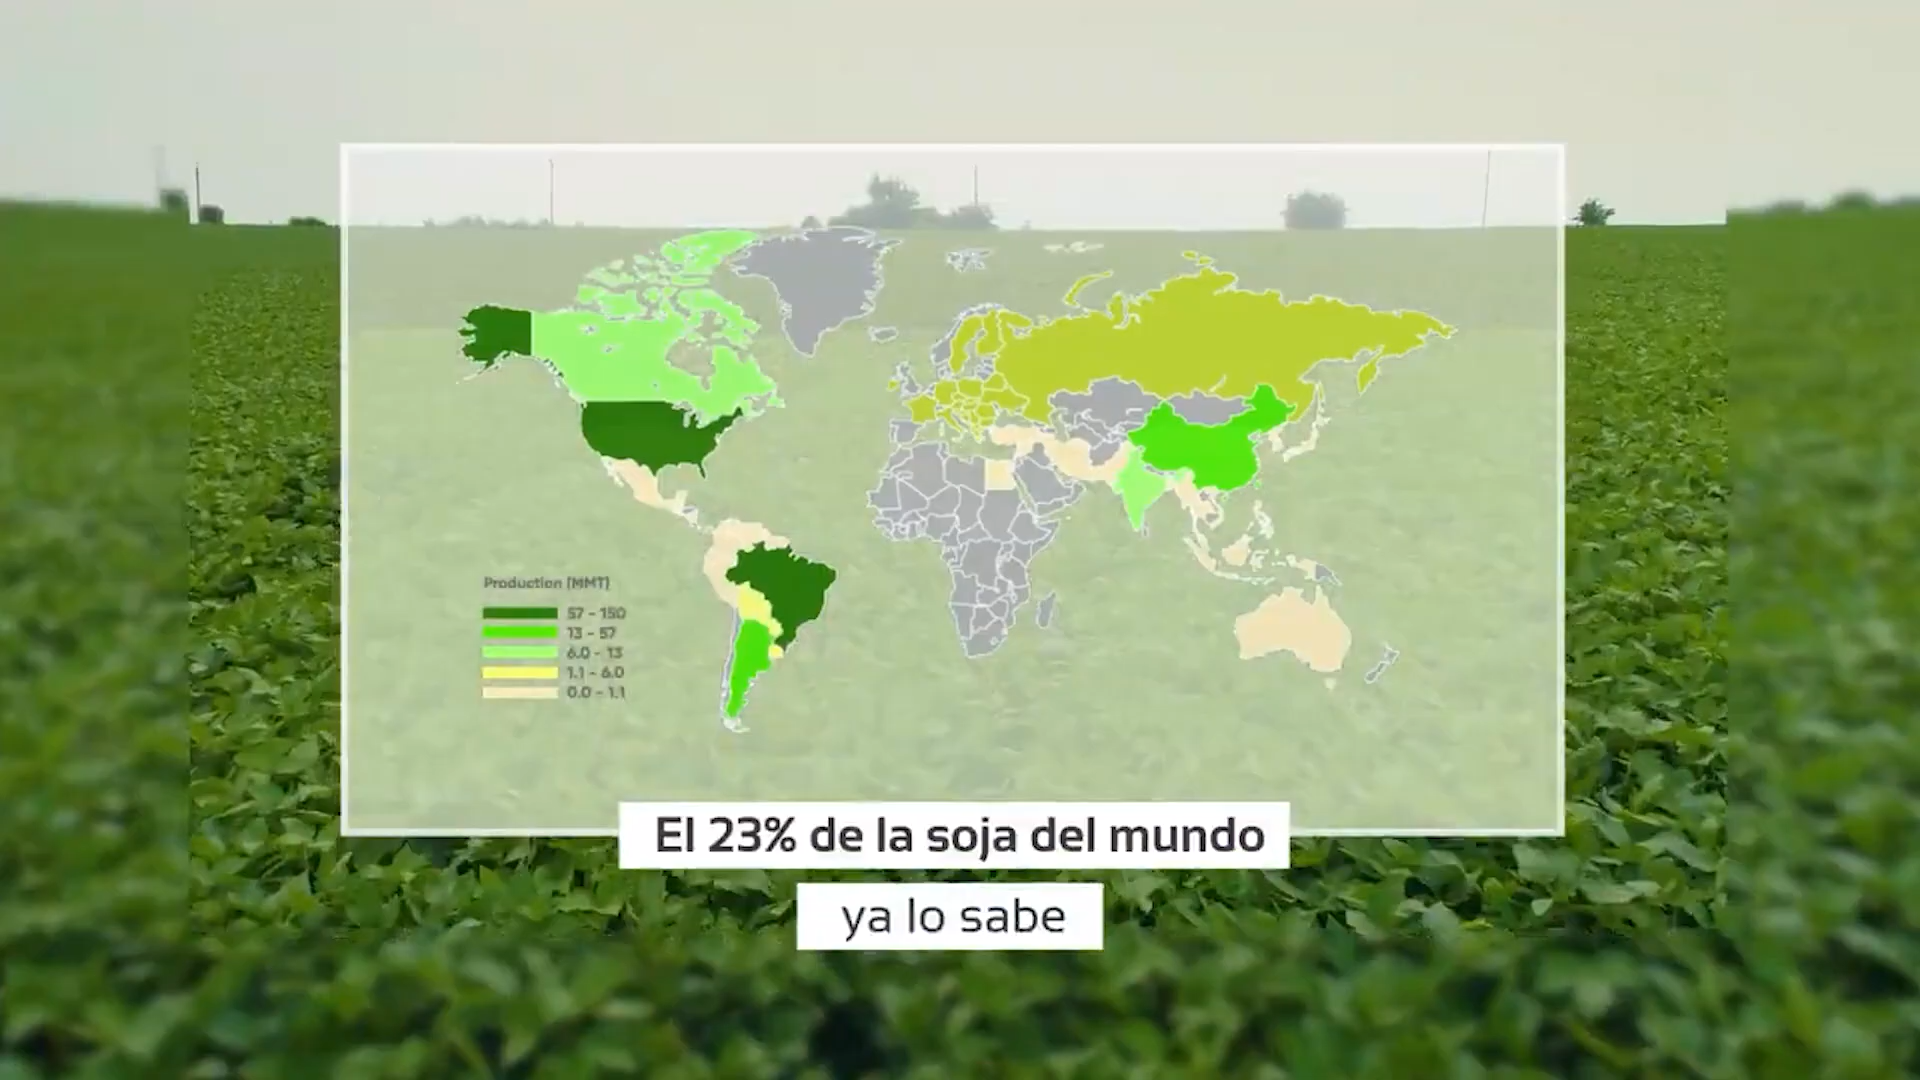 Production (MMT)
57 - 150
13 - 57
6.0 - 13
1.1 - 6.0
0.0 - 1.1
El 23% de la soja del mundo
ya lo sabe